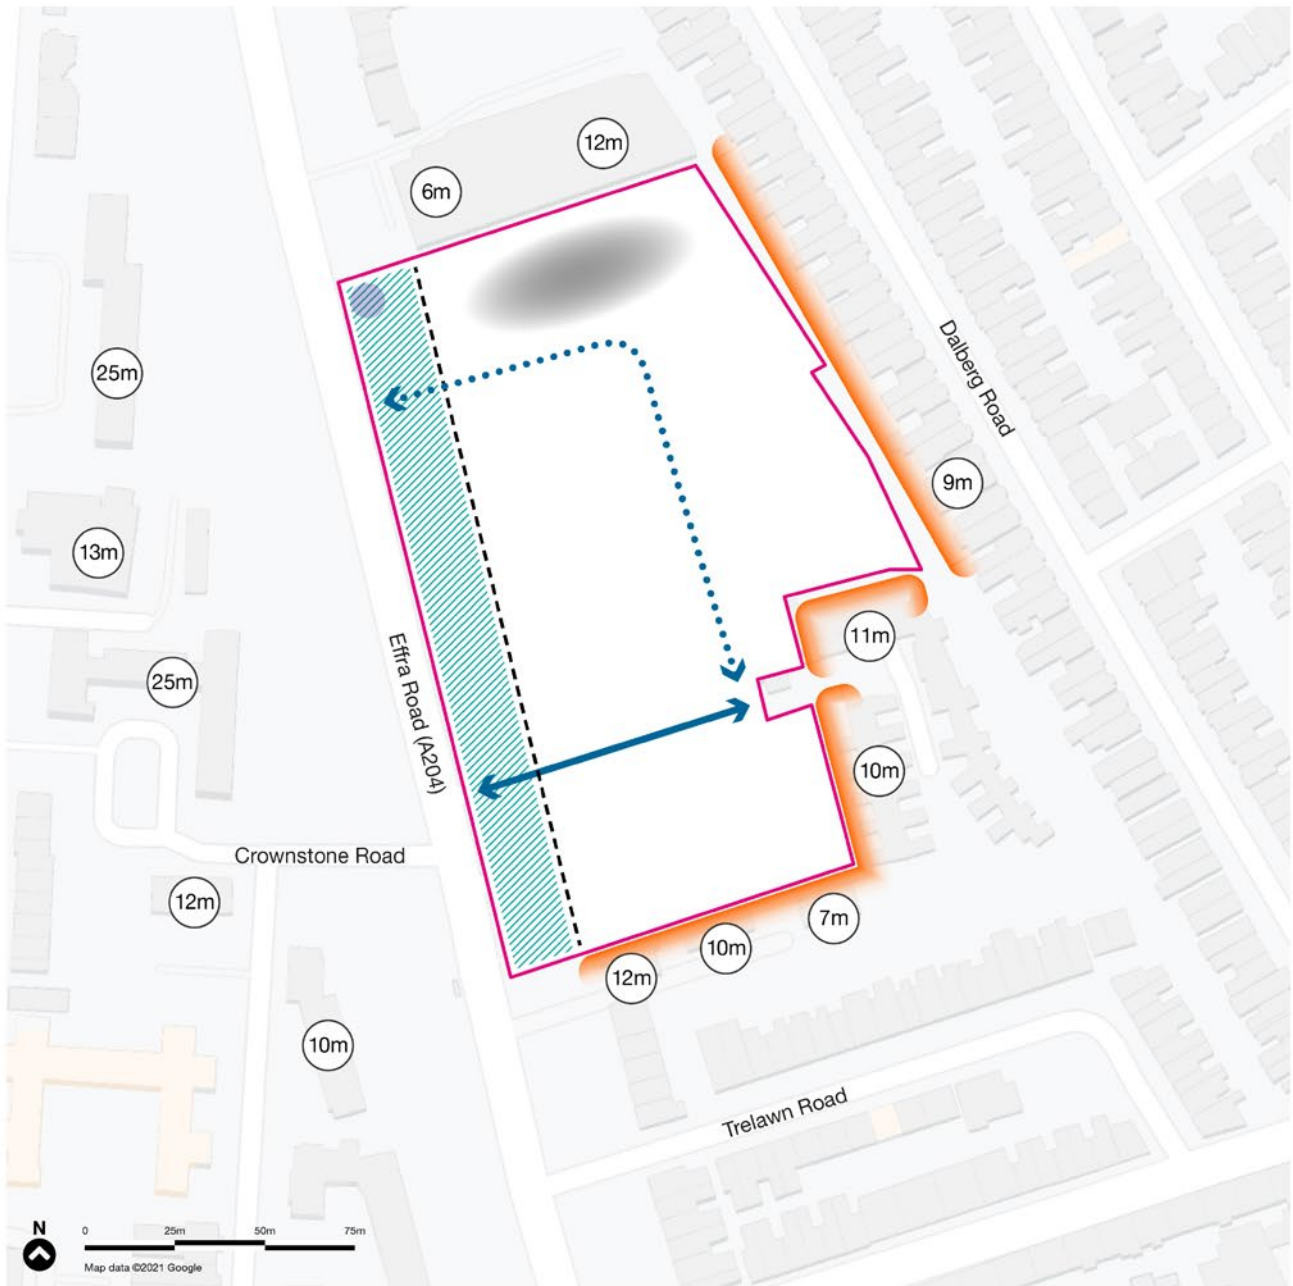 12m
6m
25m
Dalberg Road
9m
13m
11m
Effra Road (A204)
25m
10m
Crownstone Road
12m
7m
10m
12m
10m
Trelawn Road
N
0 25m 50m 75m
Map data ©2021 Google